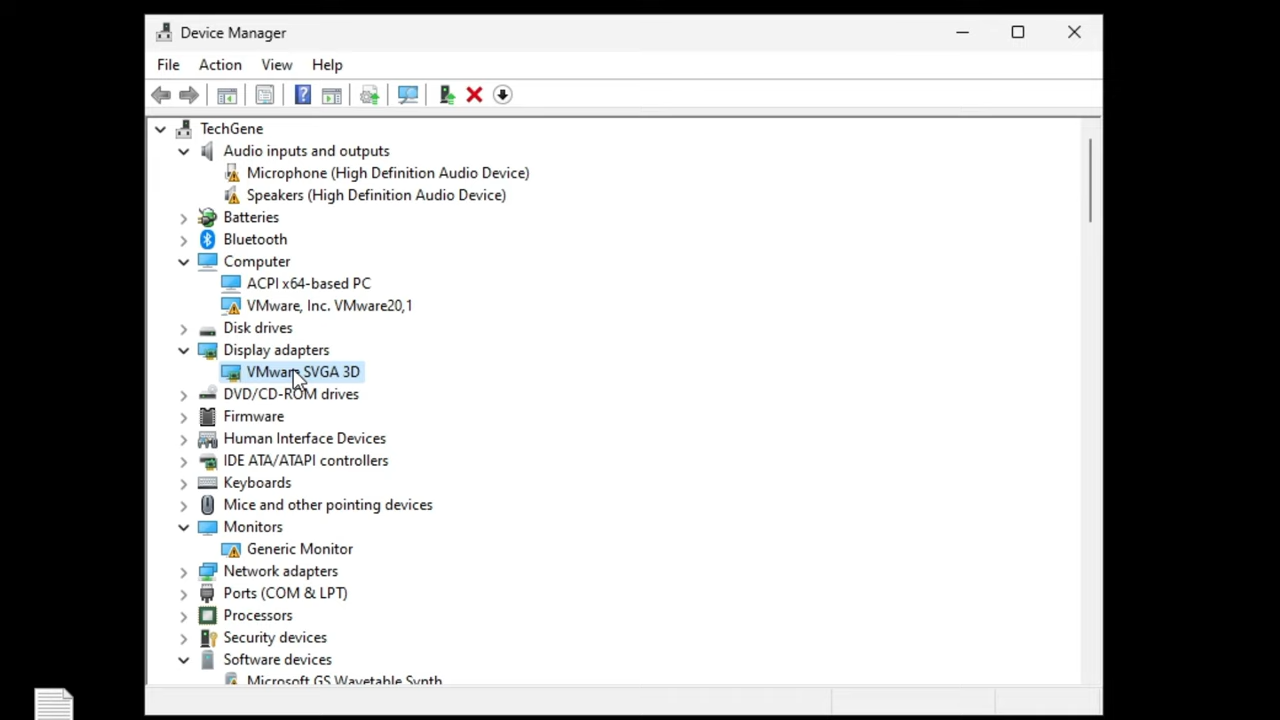 Device Manager
File Action View Help
TechGene
Audio inputs and outputs
Microphone (High Definition Audio Device)
Speakers (High Definition Audio Device)
Batteries
Bluetooth
Computer
ACPI x64-based PC
VMware, Inc. VMware20,1
Disk drives
Display adapters
VMware SVGA 3D
DVD/CD-ROM drives
Firmware
Human Interface Devices
IDE ATA/ATAPI controllers
Keyboards
Mice and other pointing devices
Monitors
Generic Monitor
Network adapters
Ports (COM & LPT)
Processors
Security devices
Software devices
Microsoft GS Wavetable Synth